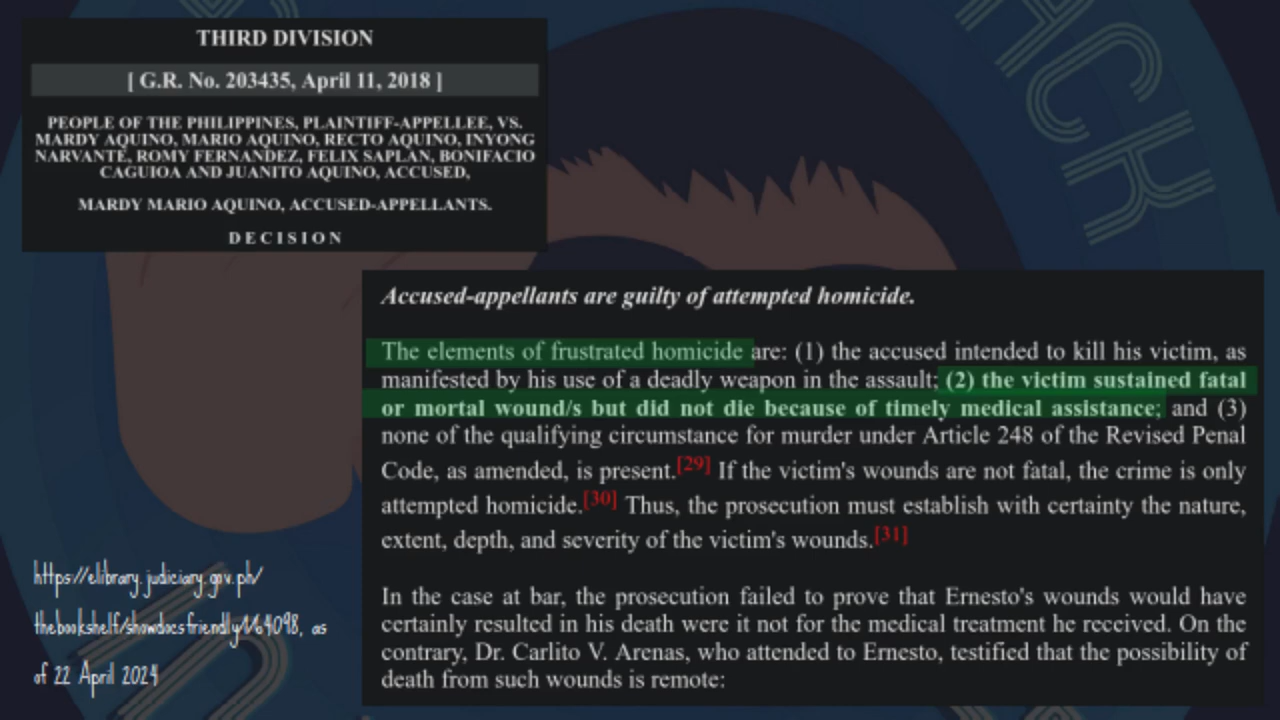 THIRD DIVISION
[ G.R. No. 203435, April 11, 2018 ]
PEOPLE OF THE PHILIPPINES, PLAINTIFF-APPELLEE, VS.
MARDY AQUINO, MARIO AQUINO, RECTO AQUINO, INYONG
NARVANTE, ROMY FERNANDEZ, FELIX SAPLAN, BONIFACIO
CAGUIOA AND JUANITO AQUINO, ACCUSED,
MARDY MARIO AQUINO, ACCUSED-APPELLANTS.
DECISION
Accused-appellants are guilty of attempted homicide.
The elements of frustrated homicide are: (1) the accused intended to kill his victim, as
manifested by his use of a deadly weapon in the assault; (2) the victim sustained fatal
or mortal wound/s but did not die because of timely medical assistance; and (3)
none of the qualifying circumstance for murder under Article 248 of the Revised Penal
Code, as amended, is present.[29] If the victim's wounds are not fatal, the crime is only
attempted homicide.[30] Thus, the prosecution must establish with certainty the nature,
extent, depth, and severity of the victim's wounds.[31]
In the case at bar, the prosecution failed to prove that Ernesto's wounds would have
certainly resulted in his death were it not for the medical treatment he received. On the
contrary, Dr. Carlito V. Arenas, who attended to Ernesto, testified that the possibility of
death from such wounds is remote:
https://elibrary.judiciary.gov.ph/
thebookshelf/showdocsfriendly/1/64098, as
of 22 April 2024